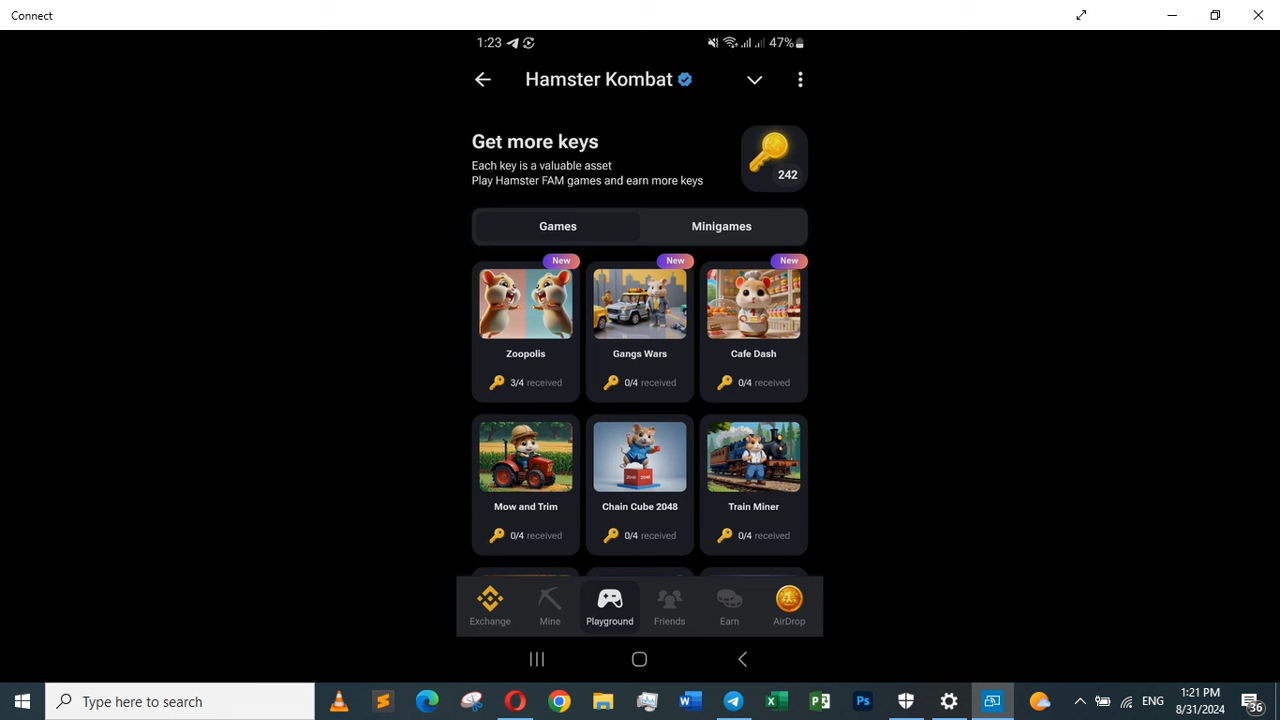 Connect
1:23
47%
Hamster Kombat
Get more keys
Each key is a valuable asset
Play Hamster FAM games and earn more keys
242
Games
Minigames
New
New
New
Zoopolis
Gangs Wars
Cafe Dash
3/4 received
0/4 received
0/4 received
Mow and Trim
Chain Cube 2048
Train Miner
0/4 received
0/4 received
0/4 received
Exchange
Mine
Playground
Friends
Earn
AirDrop
Type here to search
ENG
1:21 PM
8/31/2024
36